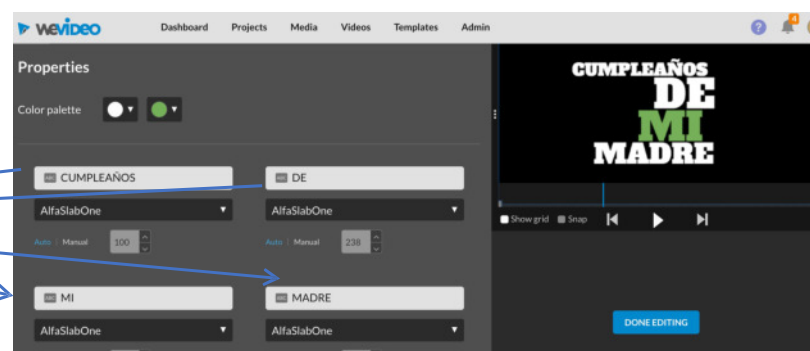 WEVIDEO Dashboard Projects Media Videos Templates Admin ? 4
Properties
Color palette
CUMPLEAÑOS DE
AlfaSlabOne AlfaSlabOne
Auto | Manual 100 Auto | Manual 238
MI MADRE
AlfaSlabOne AlfaSlabOne
CUMPLEAÑOS
DE
MI
MADRE
Show grid Snap
DONE EDITING